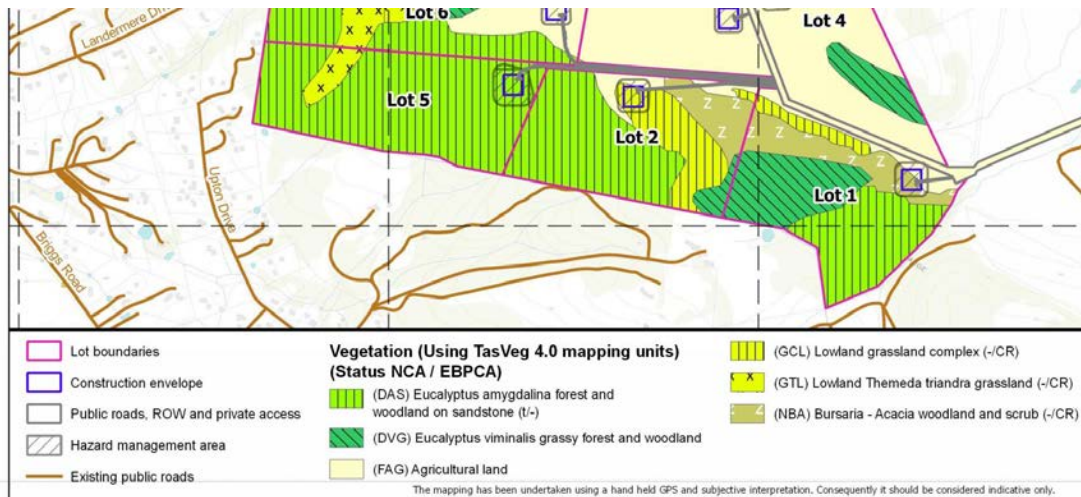 Landermere Drive
Lot 6
Lot 4
Lot 5
Lot 2
Lot 1
Upton Drive
Briggs Road
Lot boundaries
Construction envelope
Public roads, ROW and private access
Hazard management area
Existing public roads
Vegetation (Using TasVeg 4.0 mapping units)
(Status NCA / EBPCA)
(DAS) Eucalyptus amygdalina forest and
woodland on sandstone (t/-)
(DVG) Eucalyptus viminalis grassy forest and woodland
(FAG) Agricultural land
(GCL) Lowland grassland complex (-/CR)
(GTL) Lowland Themeda triandra grassland (-/CR)
(NBA) Bursaria - Acacia woodland and scrub (-/CR)
The mapping has been undertaken using a hand held GPS and subjective interpretation. Consequently it should be considered indicative only.